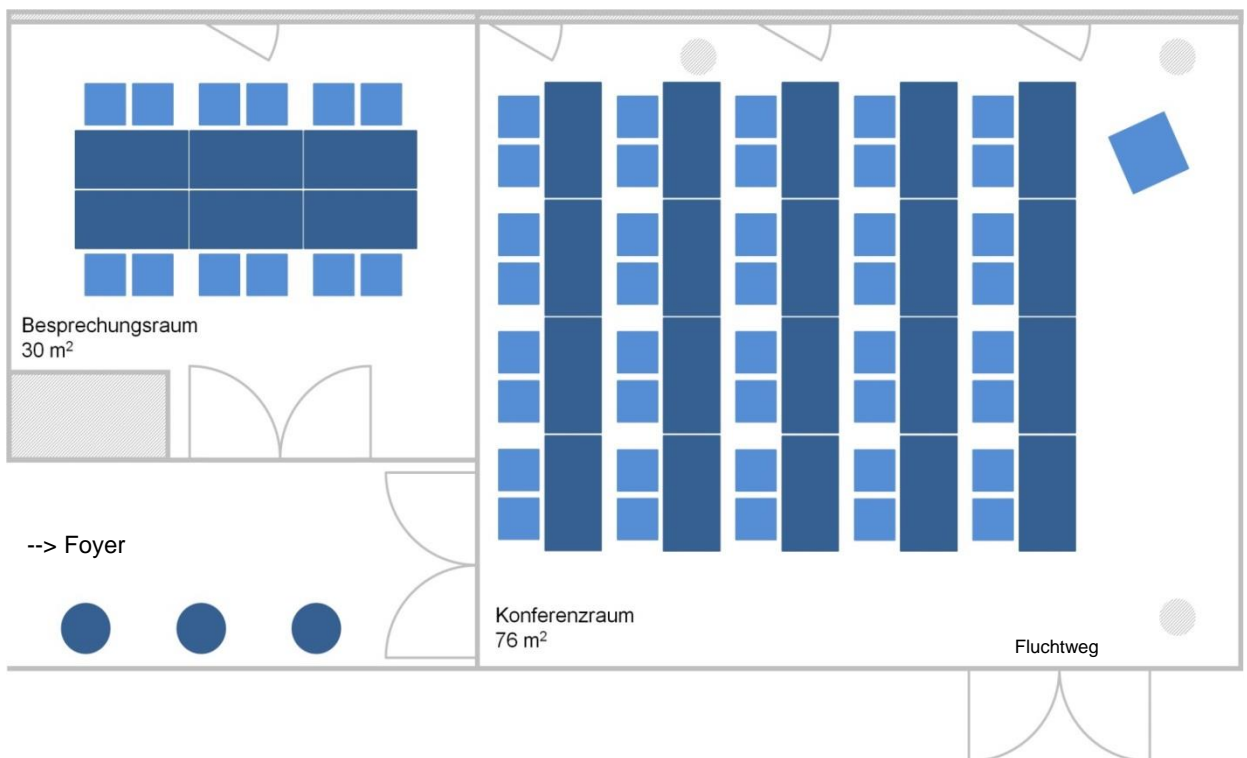 Besprechungsraum
30 m²
--> Foyer
Konferenzraum
76 m²
Fluchtweg